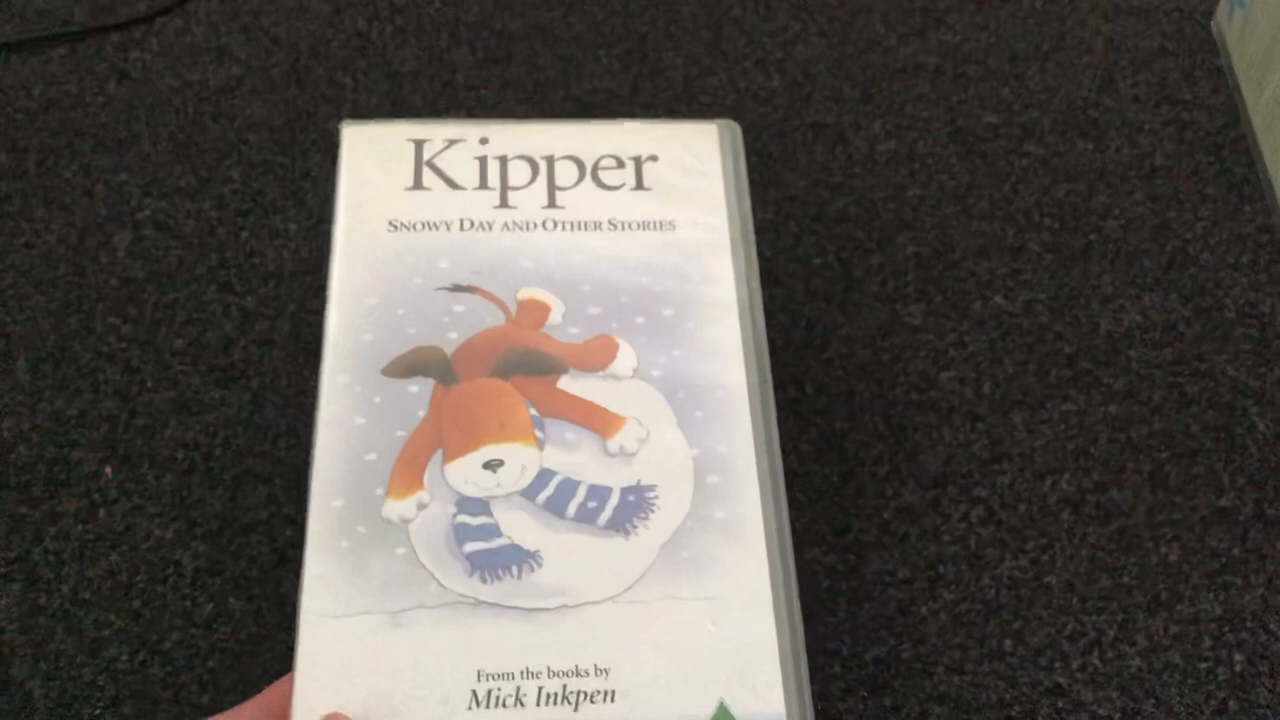 Kipper
SNOWY DAY AND OTHER STORIES
From the books by
Mick Inkpen